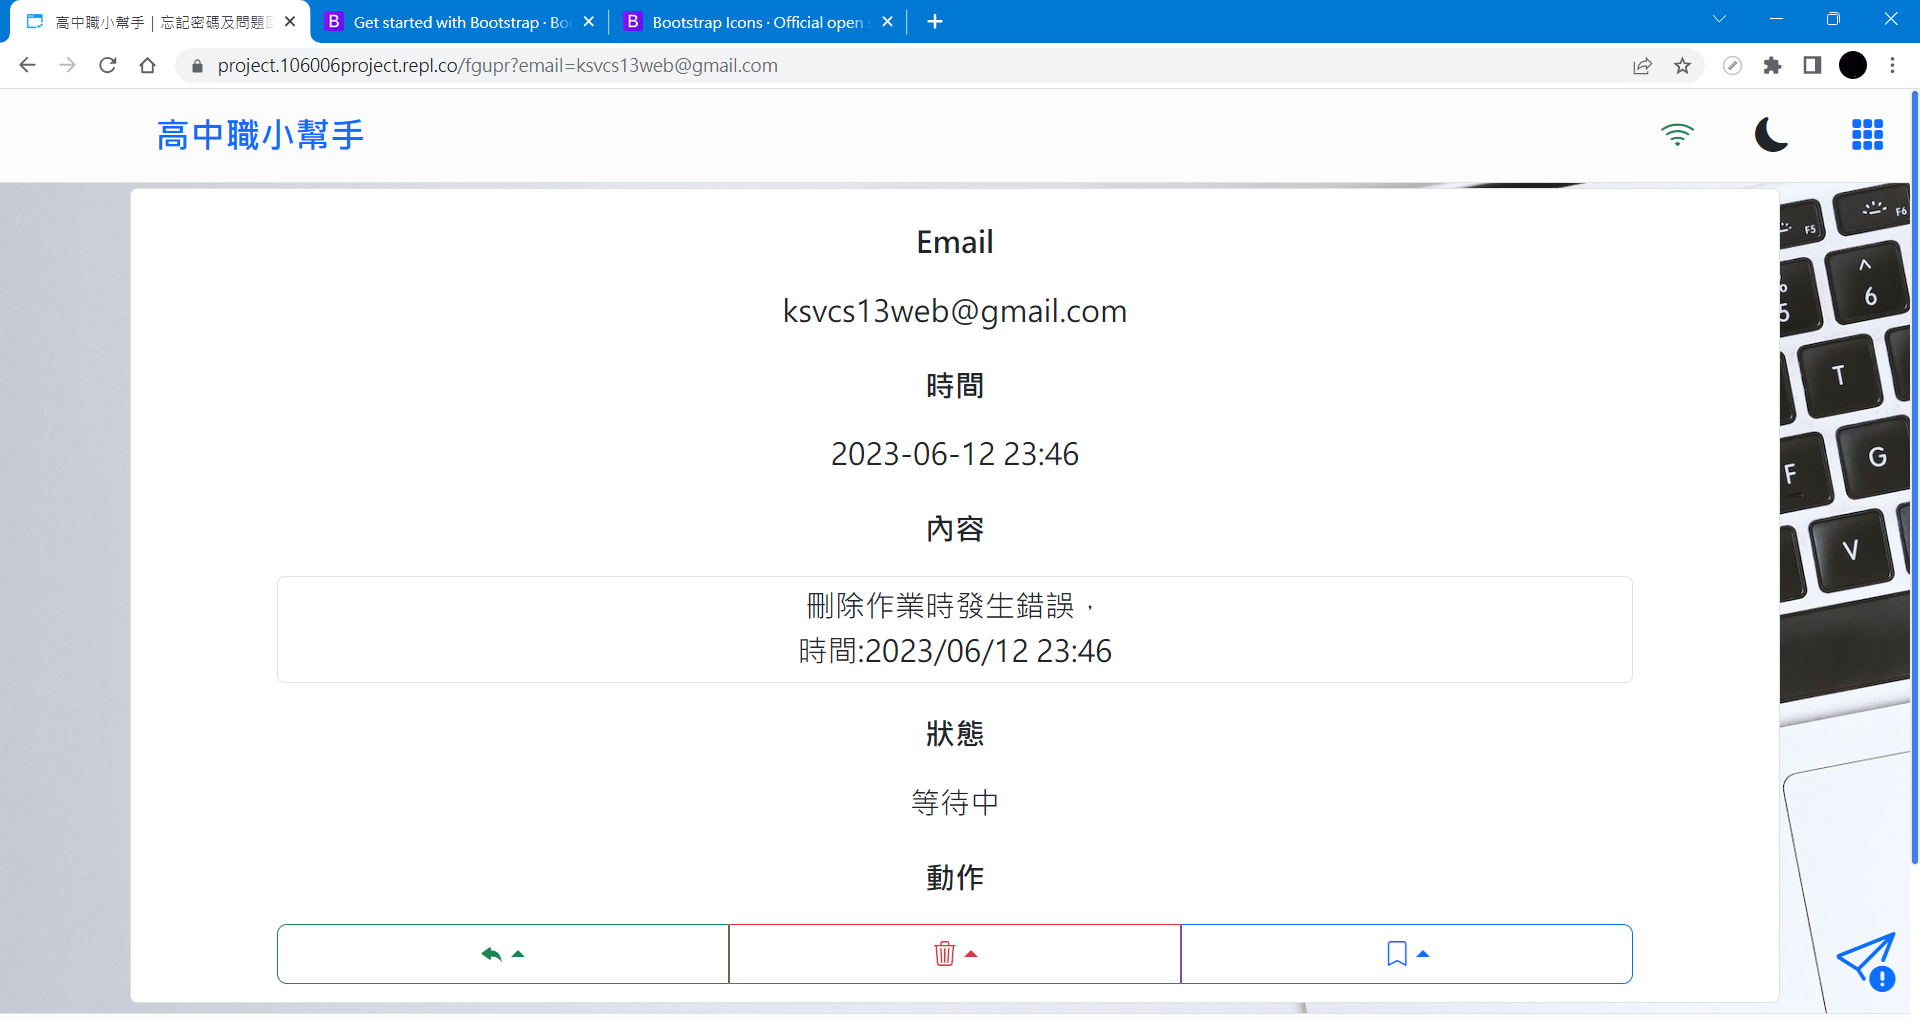 高中職小幫手 | 忘記密碼及問題
Get started with Bootstrap · Bo
Bootstrap Icons · Official open
project.106006project.repl.co/fgupr?email=ksvcs13web@gmail.com
高中職小幫手
Email
ksvcs13web@gmail.com
時間
2023-06-12 23:46
內容
刪除作業時發生錯誤，
時間:2023/06/12 23:46
狀態
等待中
動作
F5
F6
5
^
6
T
F
G
V